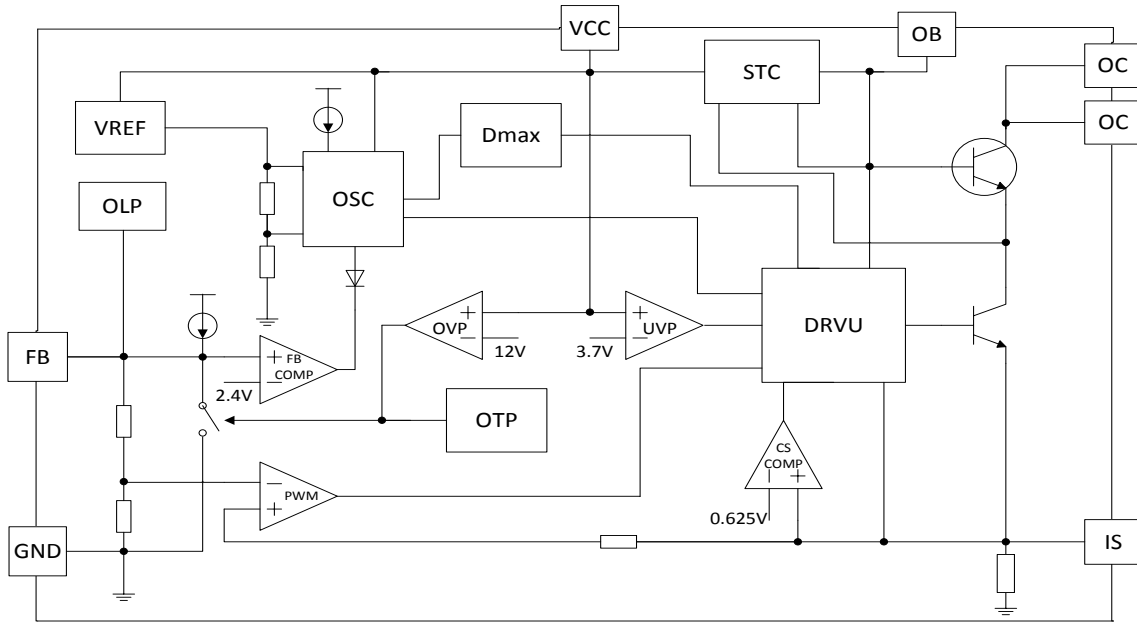 VCC
OB
STC
OC
VREF
OC
Dmax
OLP
OSC
+
OVP
−
12V
+
UVP
−
3.7V
DRVU
FB
+
FB
COMP
−
2.4V
OTP
CS
COMP
−
+
−
PWM
+
0.625V
GND
IS